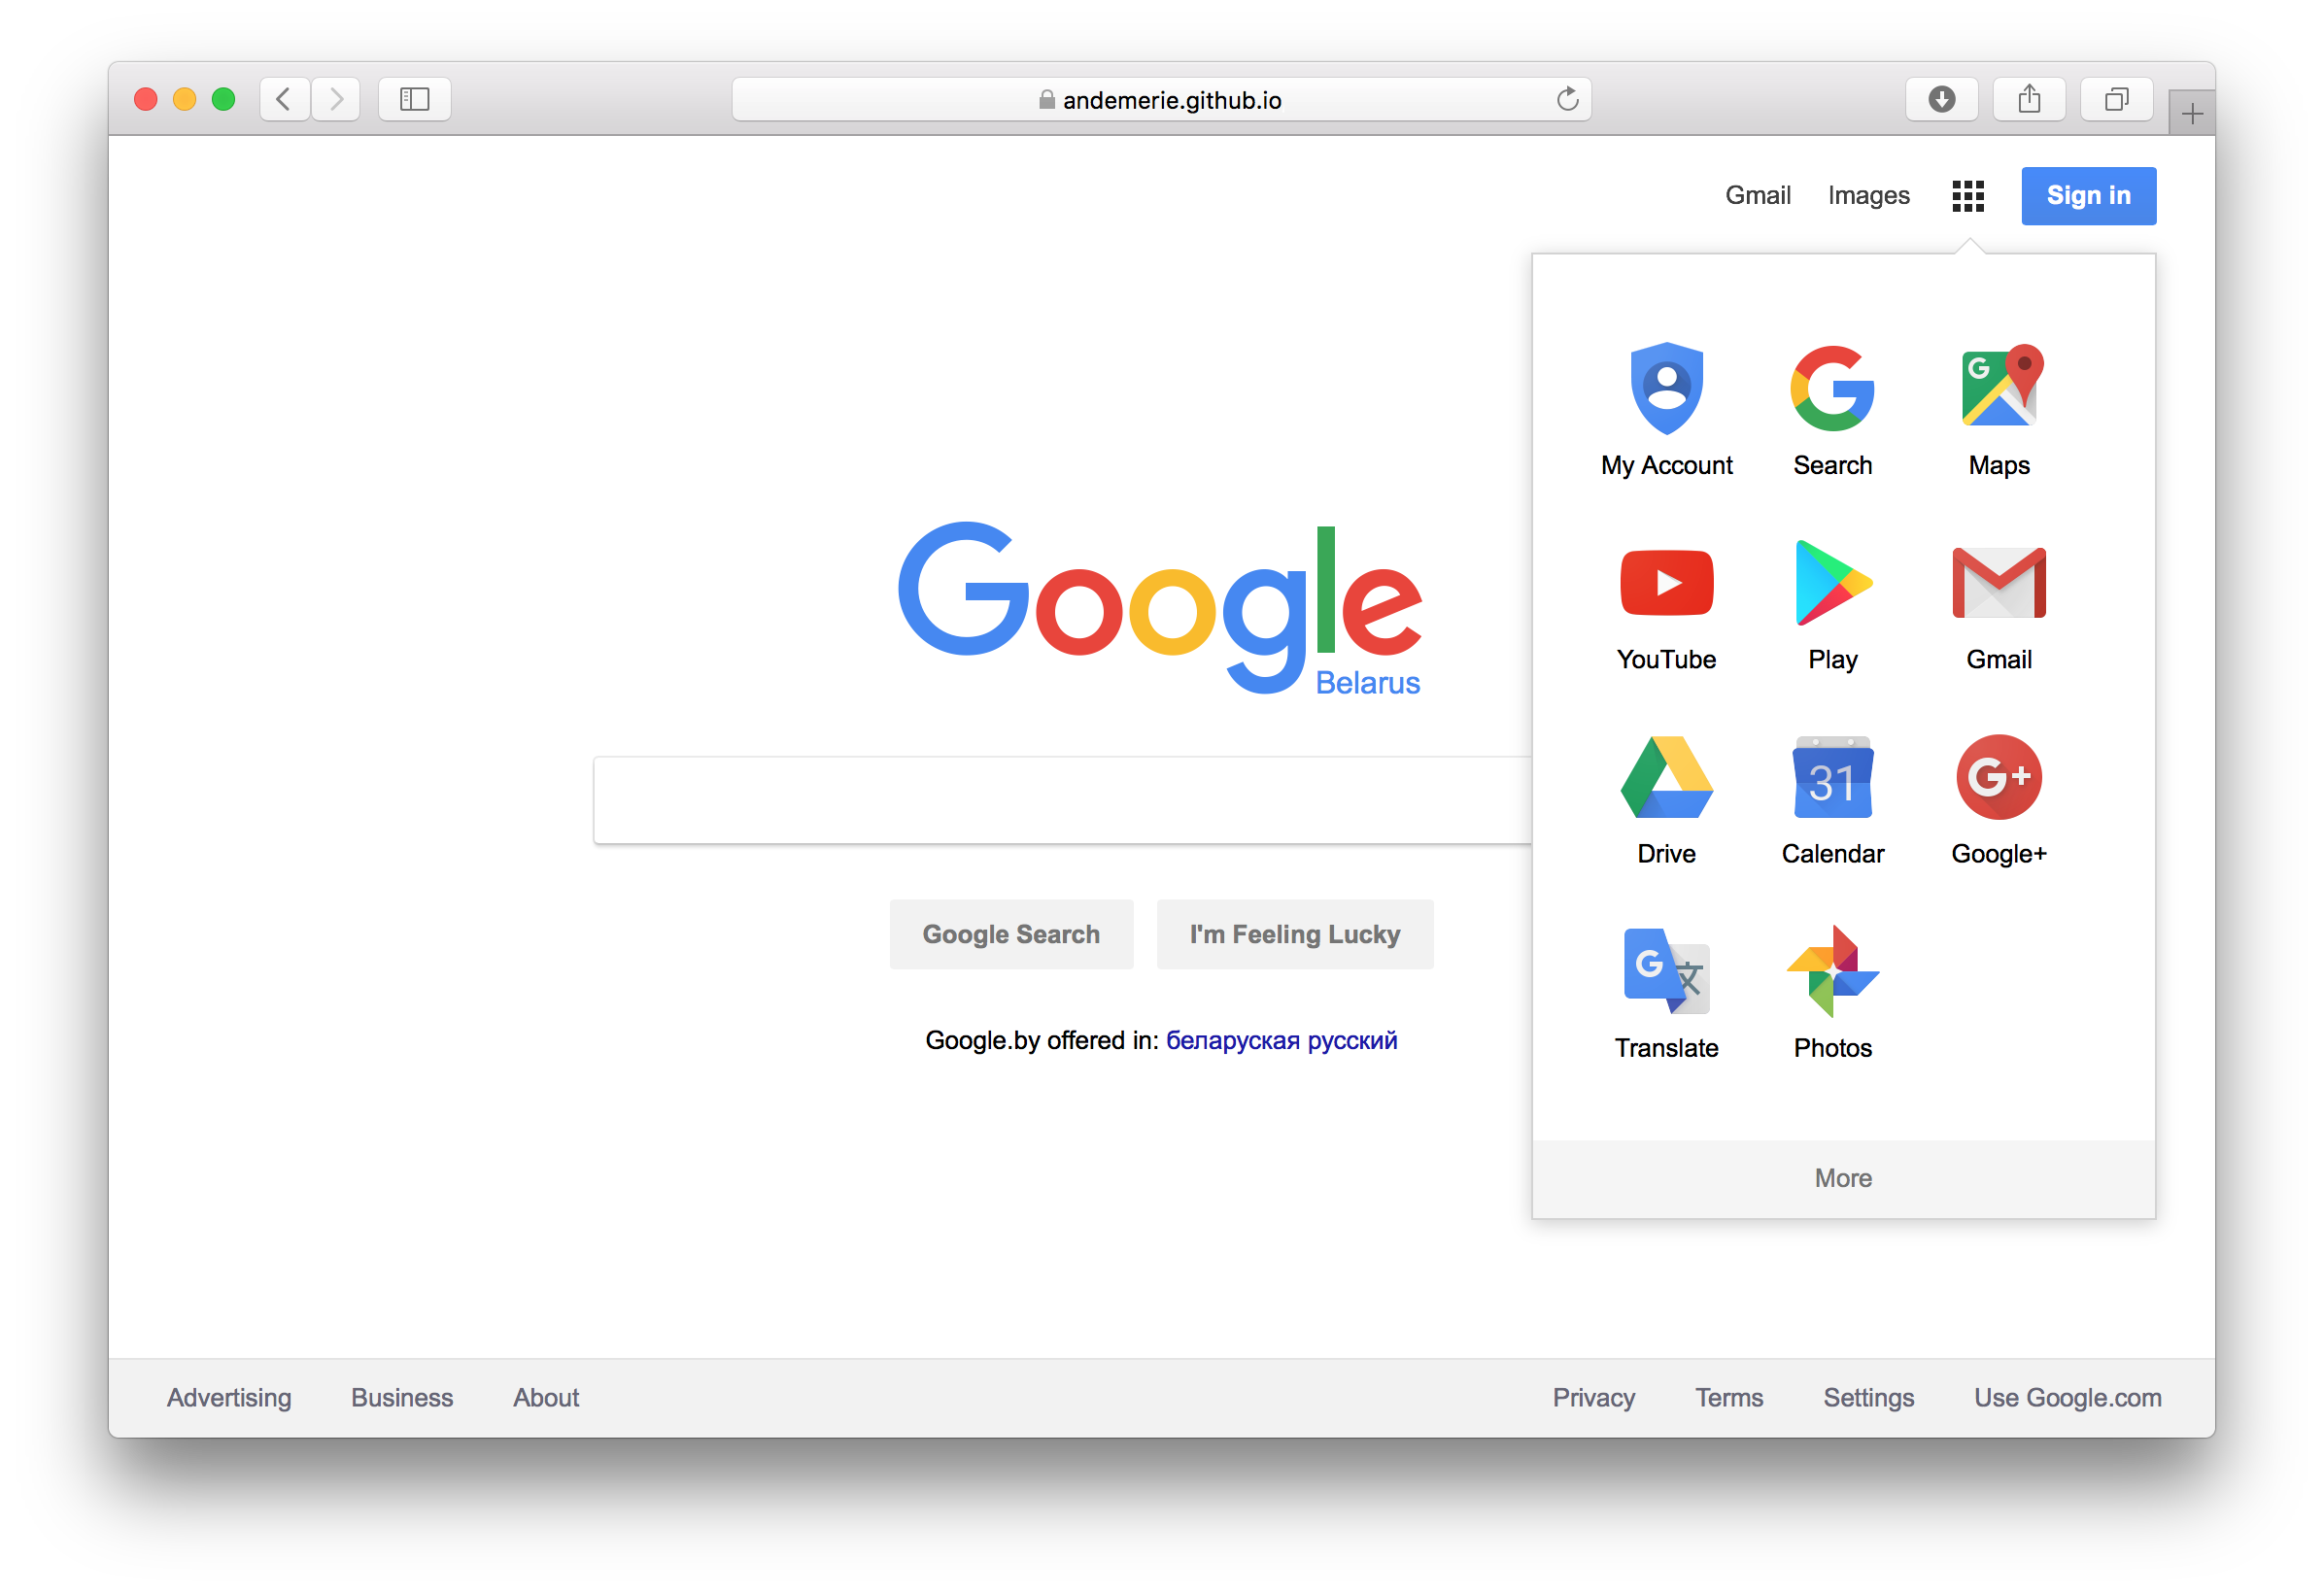 andemerie.github.io
Gmail Images Sign in
My Account Search Maps
YouTube Play Gmail
31 G+
Drive Calendar Google+
G 文
Translate Photos
More
Google
Belarus
Google Search I'm Feeling Lucky
Google.by offered in: беларуская русский
Advertising Business About Privacy Terms Settings Use Google.com